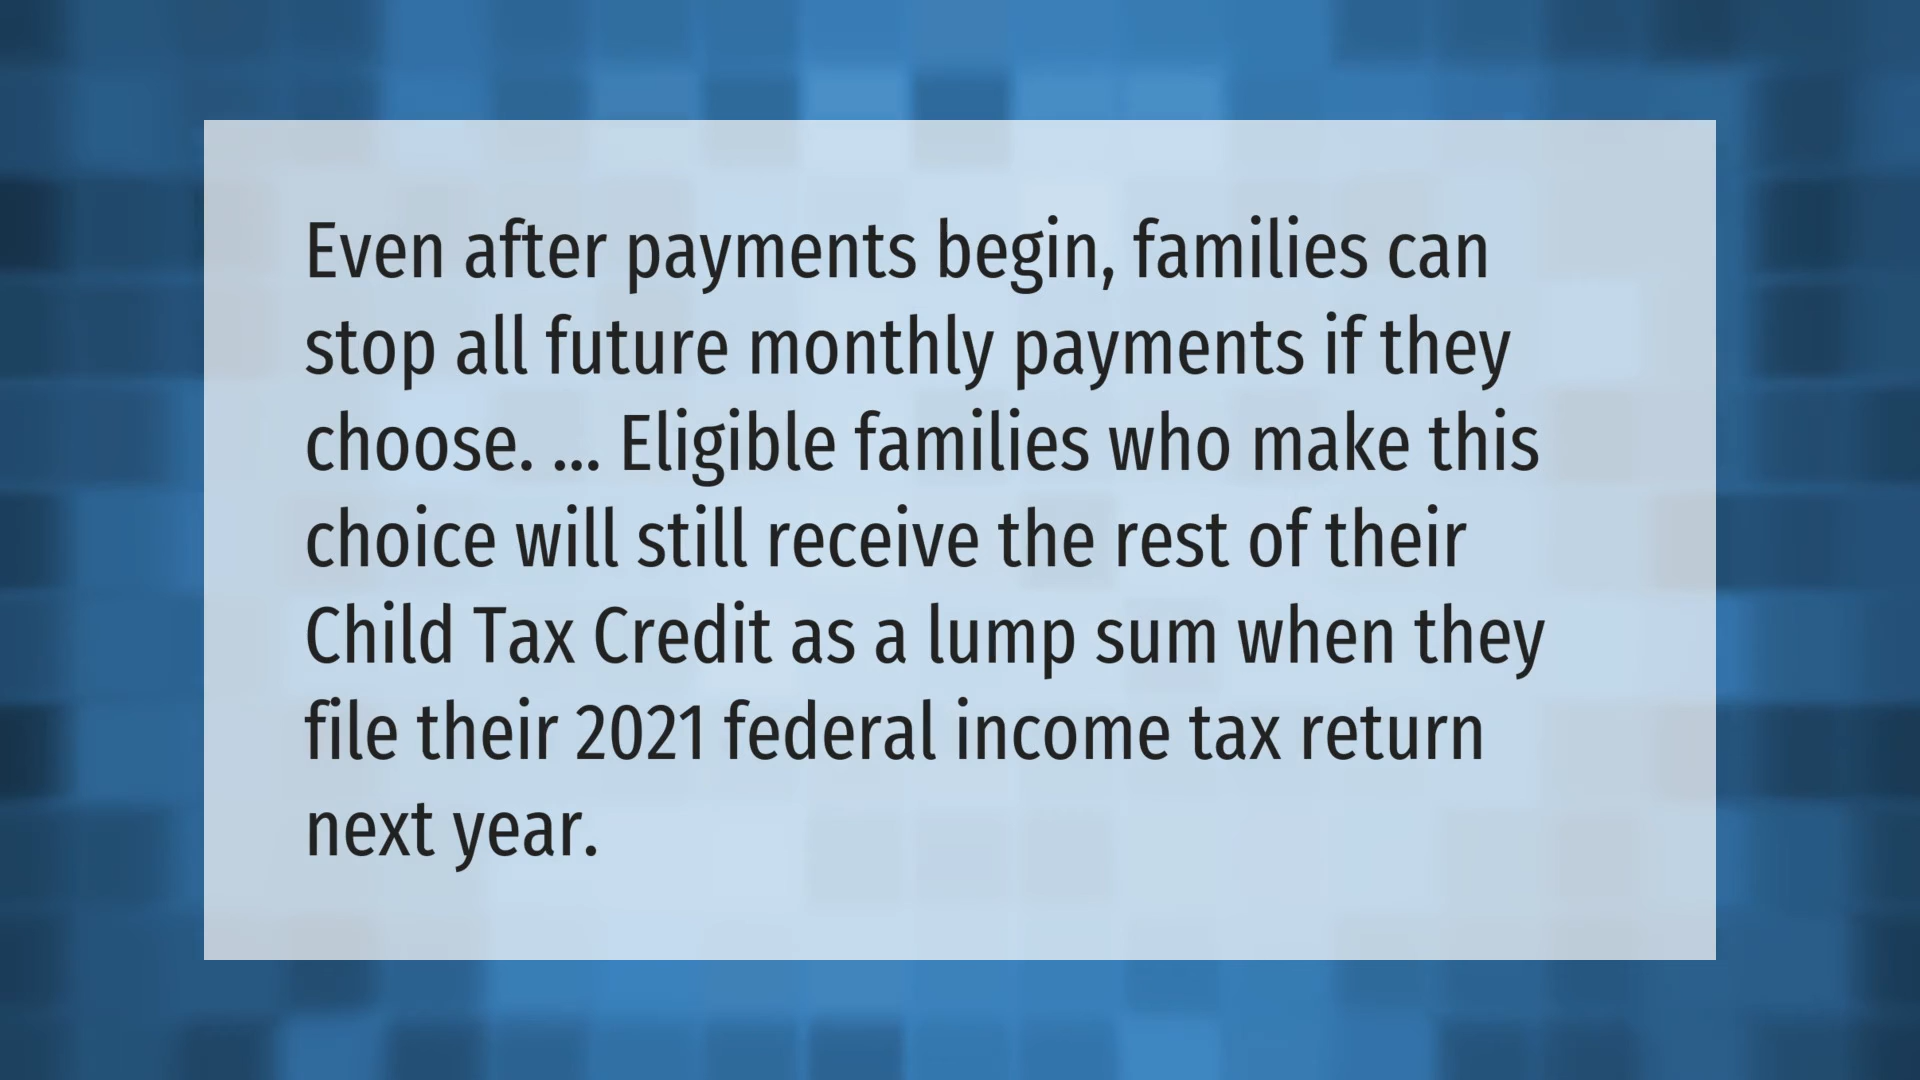 Even after payments begin, families can
stop all future monthly payments if they
choose. ... Eligible families who make this
choice will still receive the rest of their
Child Tax Credit as a lump sum when they
file their 2021 federal income tax return
next year.